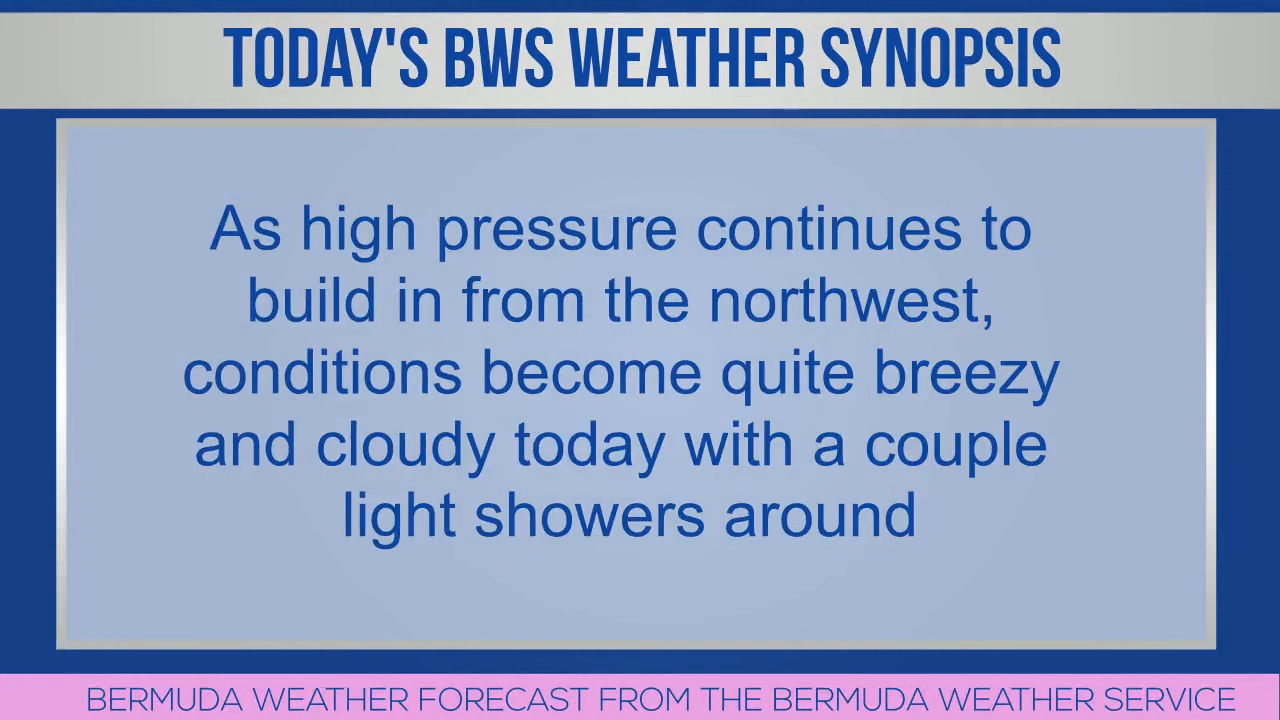 TODAY'S BWS WEATHER SYNOPSIS
As high pressure continues to
build in from the northwest,
conditions become quite breezy
and cloudy today with a couple
light showers around
BERMUDA WEATHER FORECAST FROM THE BERMUDA WEATHER SERVICE